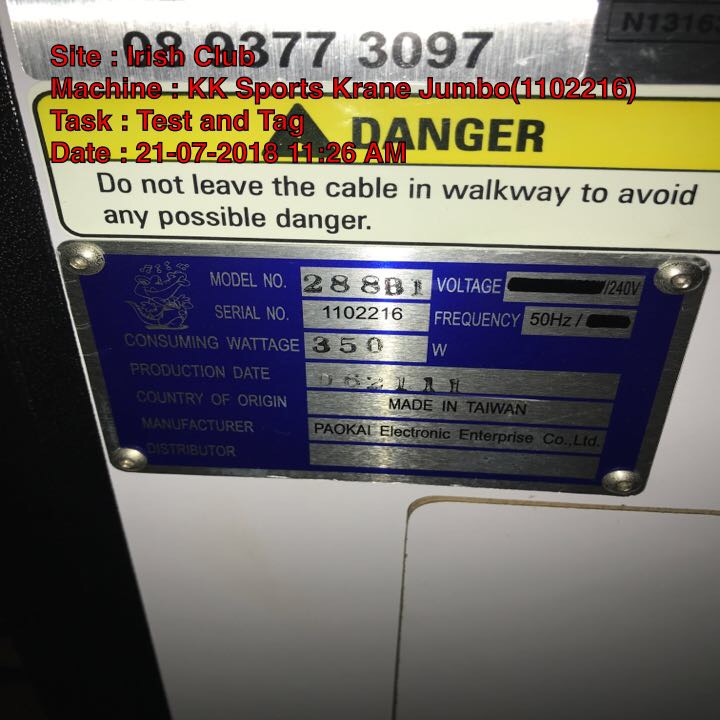 08 9377 3097
N1316
Site : Irish Club
Machine : KK Sports Krane Jumbo(1102216)
Task : Test and Tag
Date : 21-07-2018 11:26 AM
DANGER
Do not leave the cable in walkway to avoid
any possible danger.
MODEL NO. 288B1 VOLTAGE /240V
SERIAL NO. 1102216 FREQUENCY 50Hz /
CONSUMING WATTAGE 350 W
PRODUCTION DATE
COUNTRY OF ORIGIN MADE IN TAIWAN
MANUFACTURER PAOKAI Electronic Enterprise Co.,Ltd.
DISTRIBUTOR